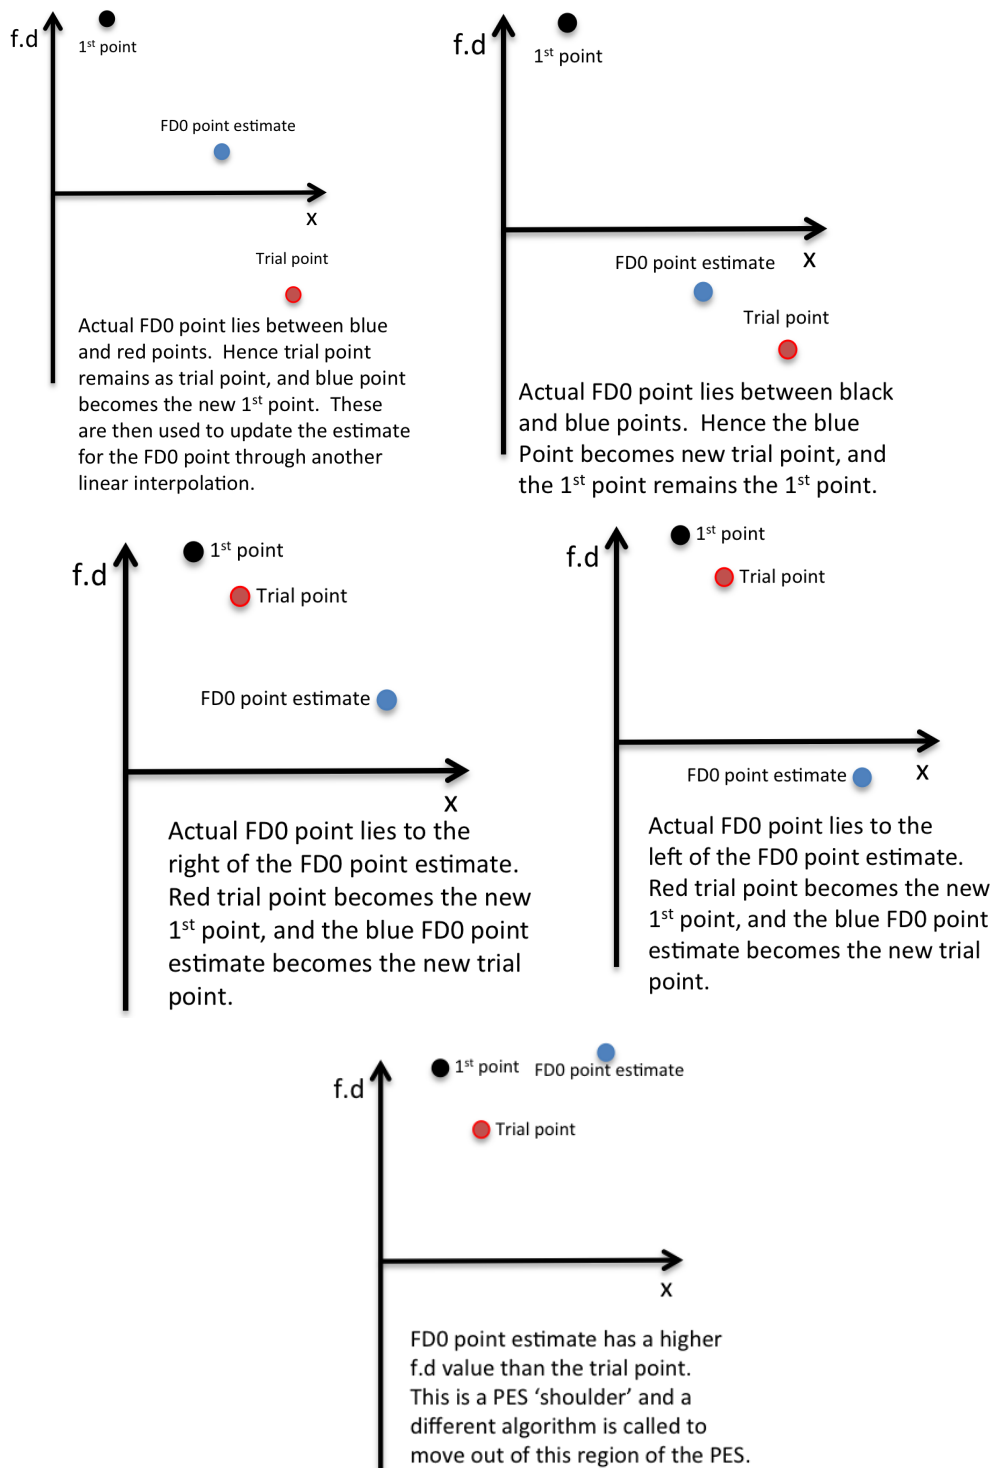 f.d
1st point
FD0 point estimate
x
Trial point
Actual FD0 point lies between blue
and red points.  Hence trial point
remains as trial point, and blue point
becomes the new 1st point.  These
are then used to update the estimate
for the FD0 point through another
linear interpolation.
f.d
1st point
FD0 point estimate
x
Trial point
Actual FD0 point lies between black
and blue points.  Hence the blue
Point becomes new trial point, and
the 1st point remains the 1st point.
f.d
1st point
Trial point
FD0 point estimate
x
Actual FD0 point lies to the
right of the FD0 point estimate.
Red trial point becomes the new
1st point, and the blue FD0 point
estimate becomes the new trial
point.
f.d
1st point
Trial point
FD0 point estimate
x
Actual FD0 point lies to the
left of the FD0 point estimate.
Red trial point becomes the new
1st point, and the blue FD0 point
estimate becomes the new trial
point.
f.d
1st point
FD0 point estimate
Trial point
x
FD0 point estimate has a higher
f.d value than the trial point.
This is a PES ‘shoulder’ and a
different algorithm is called to
move out of this region of the PES.